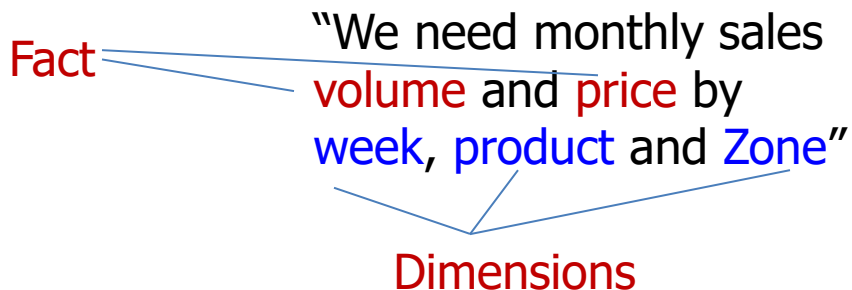 “We need monthly sales
Fact
volume and price by
week, product and Zone”
Dimensions